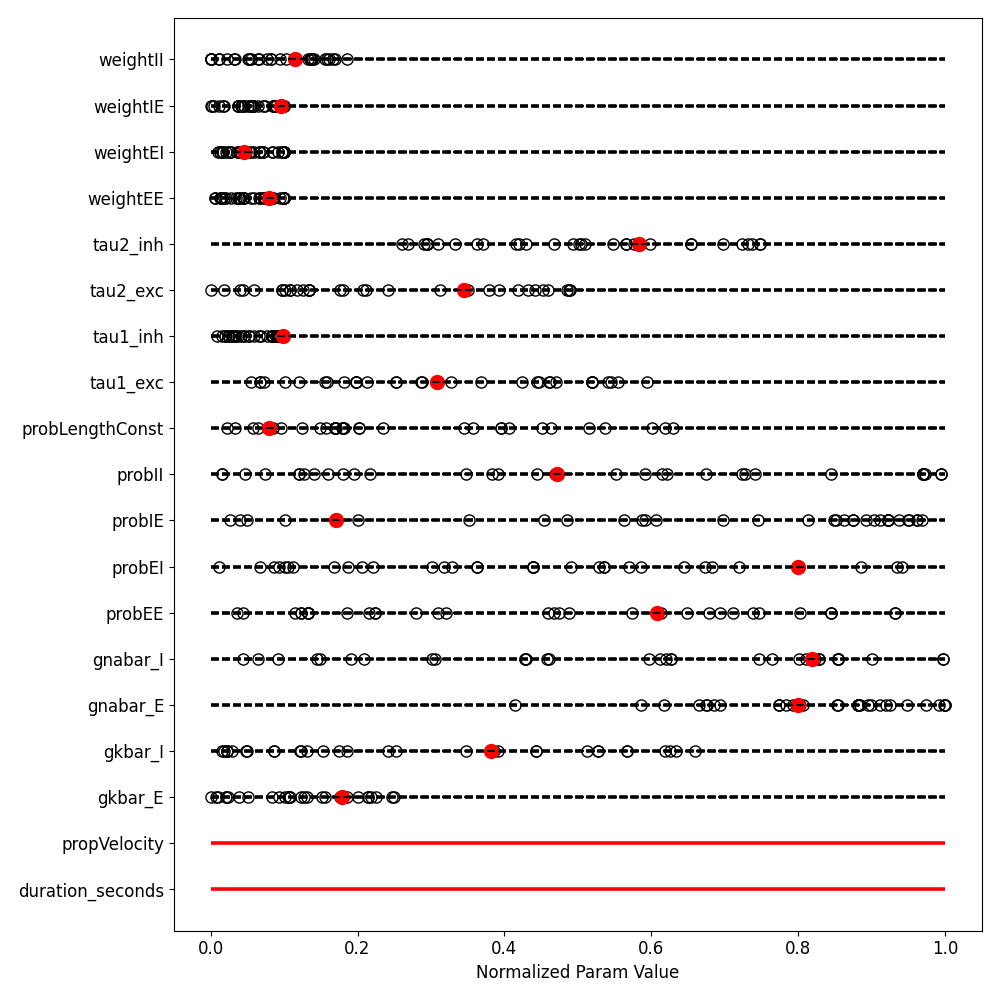 weightII
weightIE
weightEI
weightEE
tau2_inh
tau2_exc
tau1_inh
tau1_exc
probLengthConst
probII
probIE
probEI
probEE
gnabar_I
gnabar_E
gkbar_I
gkbar_E
propVelocity
duration_seconds
0.0 0.2 0.4 0.6 0.8 1.0
Normalized Param Value